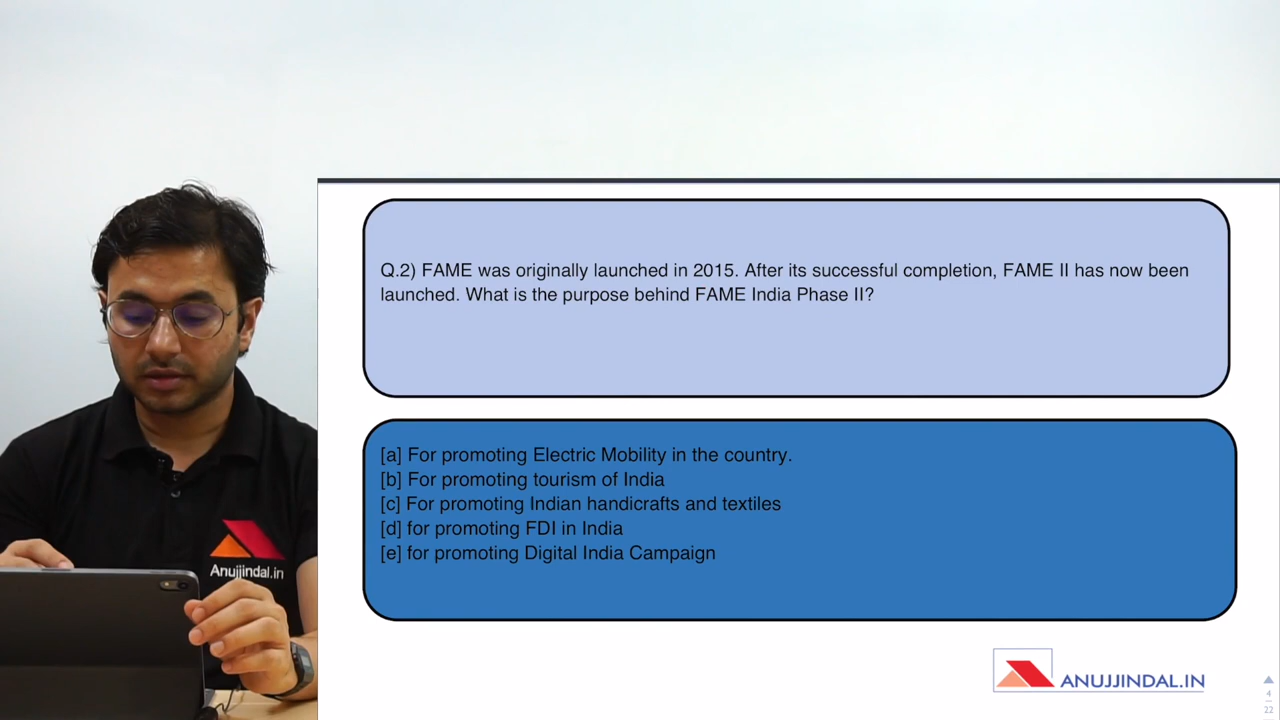 Q.2) FAME was originally launched in 2015. After its successful completion, FAME II has now been
launched. What is the purpose behind FAME India Phase II?
[a] For promoting Electric Mobility in the country.
[b] For promoting tourism of India
[c] For promoting Indian handicrafts and textiles
[d] for promoting FDI in India
[e] for promoting Digital India Campaign
Anujjindal.in
ANUJJINDAL.IN
4
22